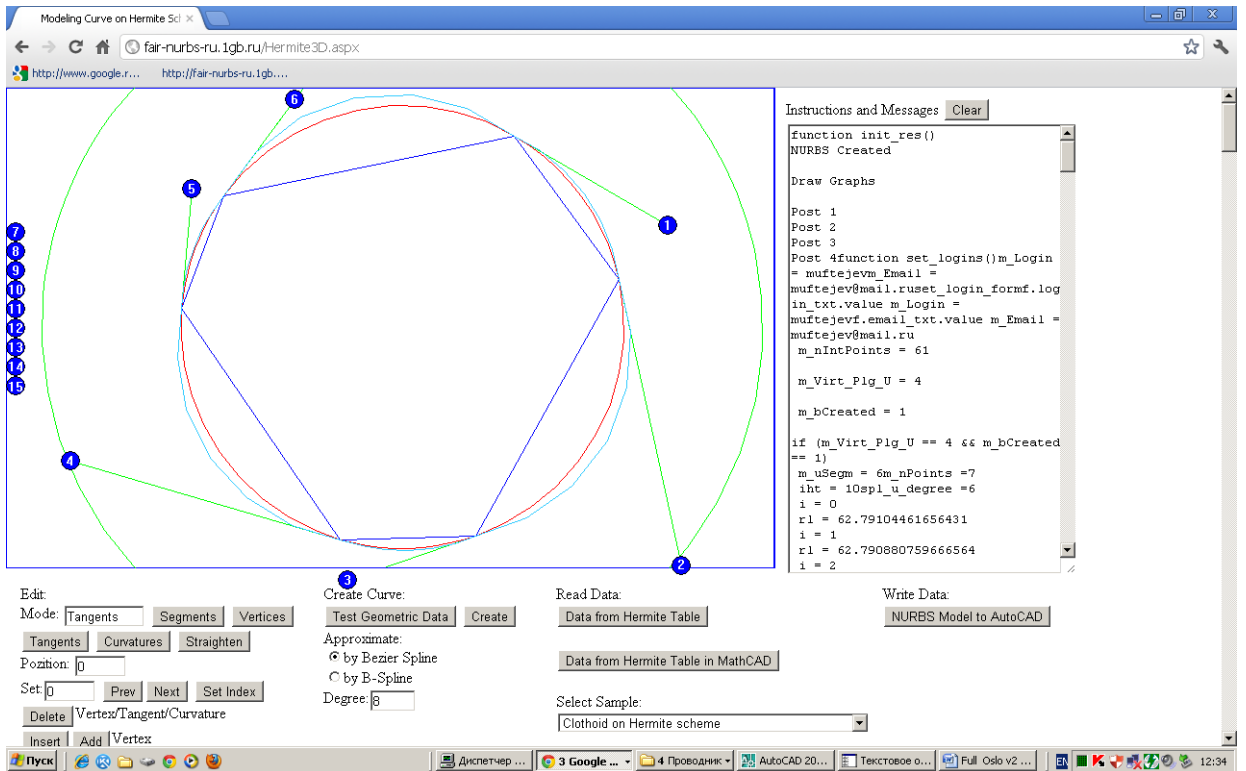 Modeling Curve on Hermite Scl
fair-nurbs-ru.1gb.ru/Hermite3D.aspx
http://www.google.r... http://fair-nurbs-ru.1gb....
6
5
1
7
8
9
10
11
12
13
14
15
4
2
3
Instructions and Messages Clear
function init_res()
NURBS Created
Draw Graphs
Post 1
Post 2
Post 3
Post 4function set_logins()m_Login
= muftejevm_Email =
muftejev@mail.ruset_login_formf.log
in_txt.value m_Login =
muftejevf.email_txt.value m_Email =
muftejev@mail.ru
m_nIntPoints = 61
m_Virt_Plg_U = 4
m_bCreated = 1
if (m_Virt_Plg_U == 4 && m_bCreated
== 1)
m_uSegm = 6m_nPoints =7
iht = 10spl_u_degree =6
i = 0
r1 = 62.79104461656431
i = 1
r1 = 62.790880759666564
i = 2
Edit:
Mode: Tangents Segments Vertices
Tangents Curvatures Straighten
Pozition: 0
Set: 0 Prev Next Set Index
Delete Vertex/Tangent/Curvature
Insert Add Vertex
Create Curve:
Test Geometric Data Create
Approximate:
by Bezier Spline
by B-Spline
Degree: 8
Read Data:
Data from Hermite Table
Data from Hermite Table in MathCAD
Select Sample:
Clothoid on Hermite scheme
Write Data:
NURBS Model to AutoCAD
Пуск Диспетчер ... 3 Google ... 4 Проводник AutoCAD 20... Текстовое о... Full Oslo v2 ... EN 12:34